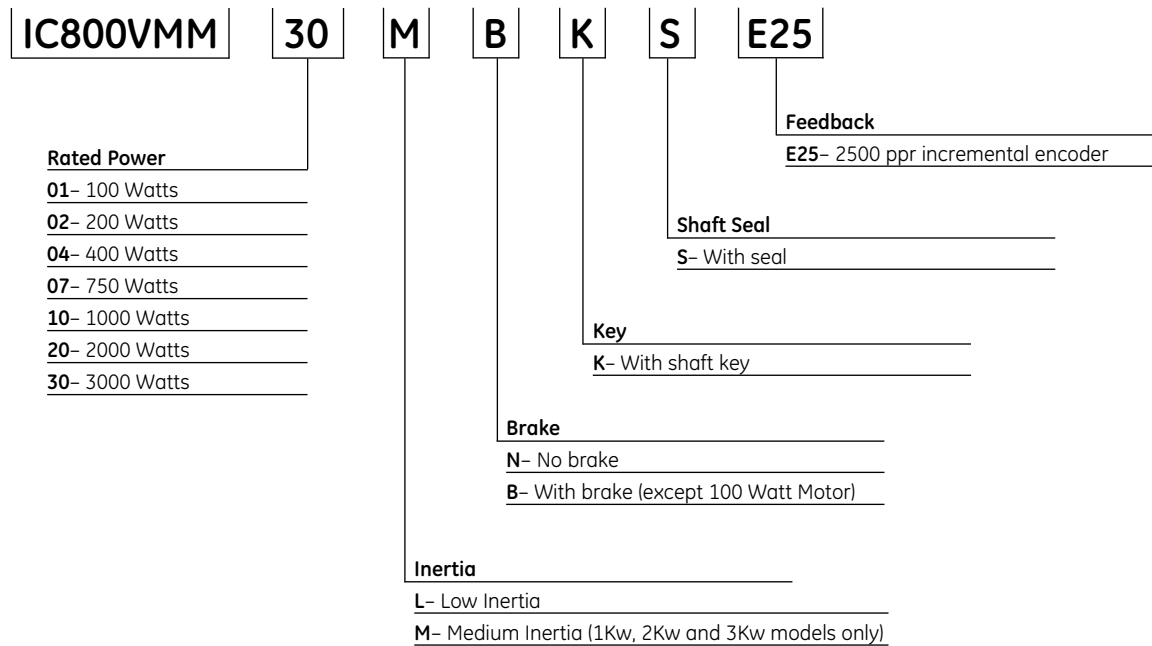 IC800VMM 30 M B K S E25
Feedback
E25– 2500 ppr incremental encoder
Rated Power
01– 100 Watts
02– 200 Watts
04– 400 Watts
07– 750 Watts
10– 1000 Watts
20– 2000 Watts
30– 3000 Watts
Shaft Seal
S– With seal
Key
K– With shaft key
Brake
N– No brake
B– With brake (except 100 Watt Motor)
Inertia
L– Low Inertia
M– Medium Inertia (1Kw, 2Kw and 3Kw models only)